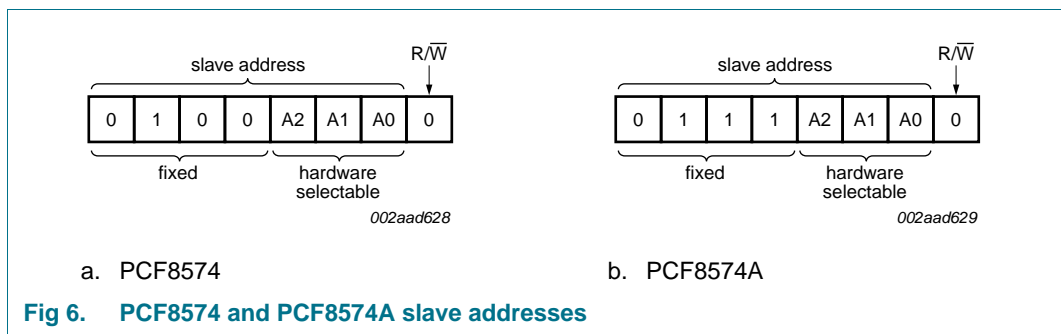 R/W
slave address
0 1 0 0 A2 A1 A0 0
fixed
hardware
selectable
002aad628
a. PCF8574
R/W
slave address
0 1 1 1 A2 A1 A0 0
fixed
hardware
selectable
002aad629
b. PCF8574A
Fig 6. PCF8574 and PCF8574A slave addresses